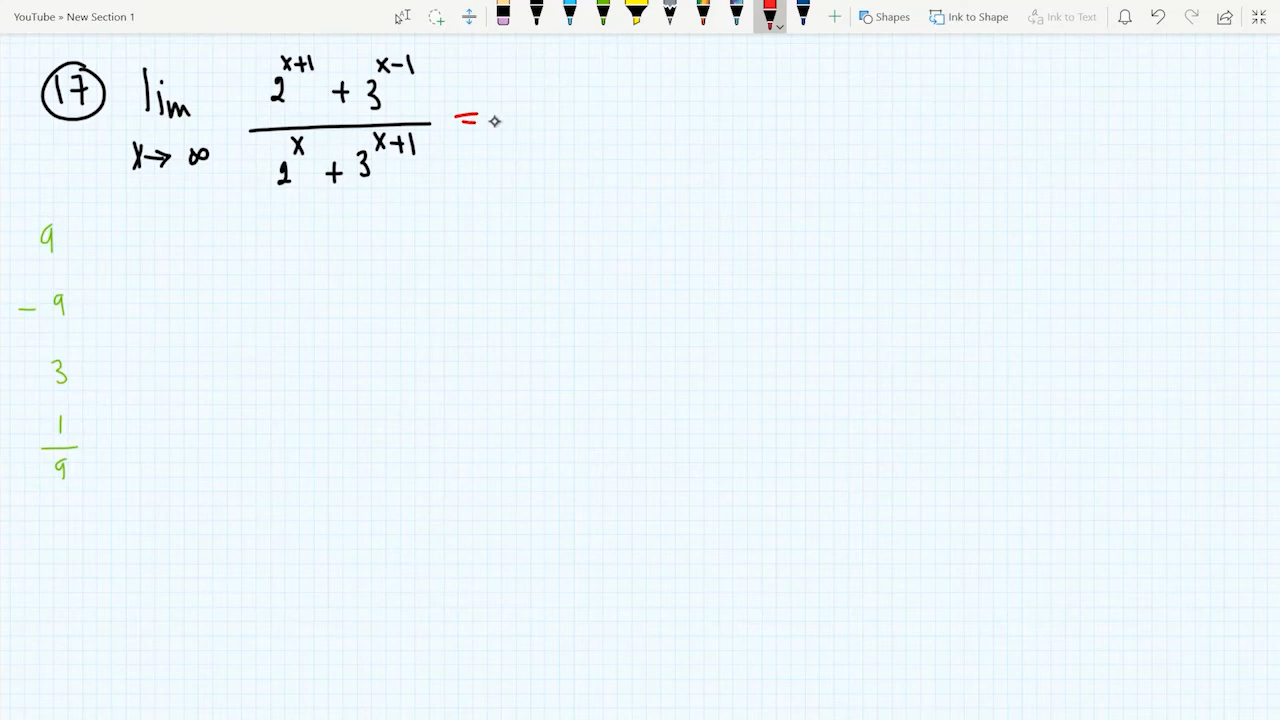 YouTube » New Section 1
Shapes Ink to Shape Ink to Text
17 lim x→∞ (2^(x+1) + 3^(x-1)) / (2^x + 3^(x+1)) =
9
- 9
3
1/9